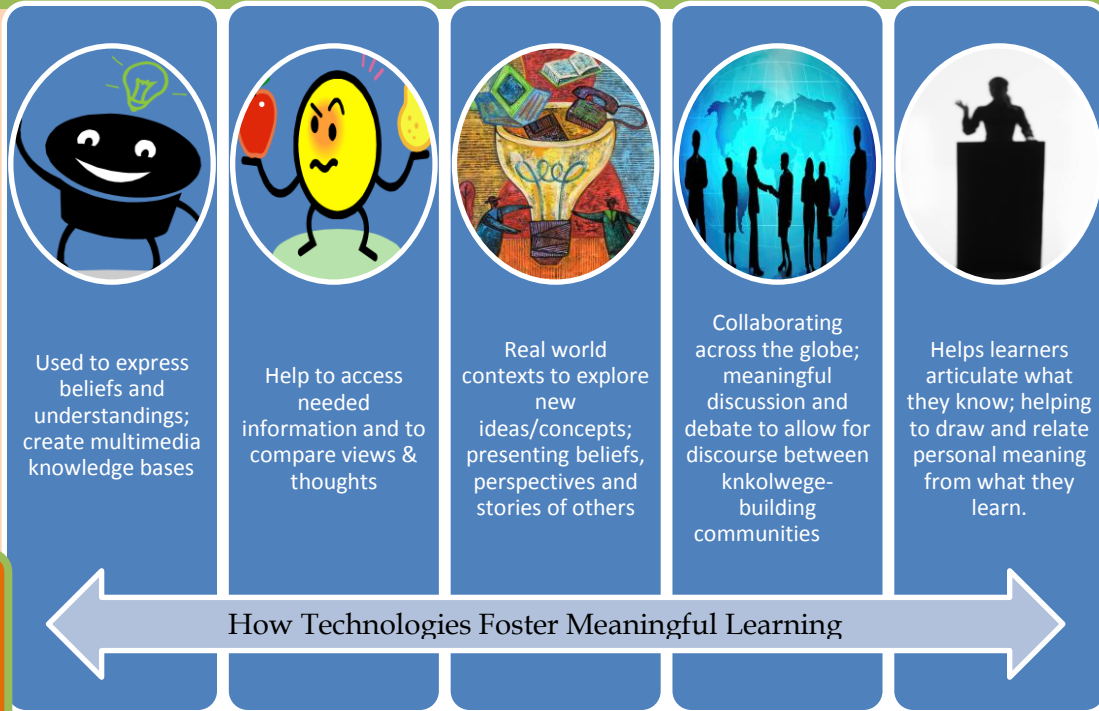 Used to express
beliefs and
understandings;
create multimedia
knowledge bases
Help to access
needed
information and to
compare views &
thoughts
Real world
contexts to explore
new
ideas/concepts;
presenting beliefs,
perspectives and
stories of others
Collaborating
across the globe;
meaningful
discussion and
debate to allow for
discourse between
knkolwege-
building
communities
Helps learners
articulate what
they know; helping
to draw and relate
personal meaning
from what they
learn.
How Technologies Foster Meaningful Learning